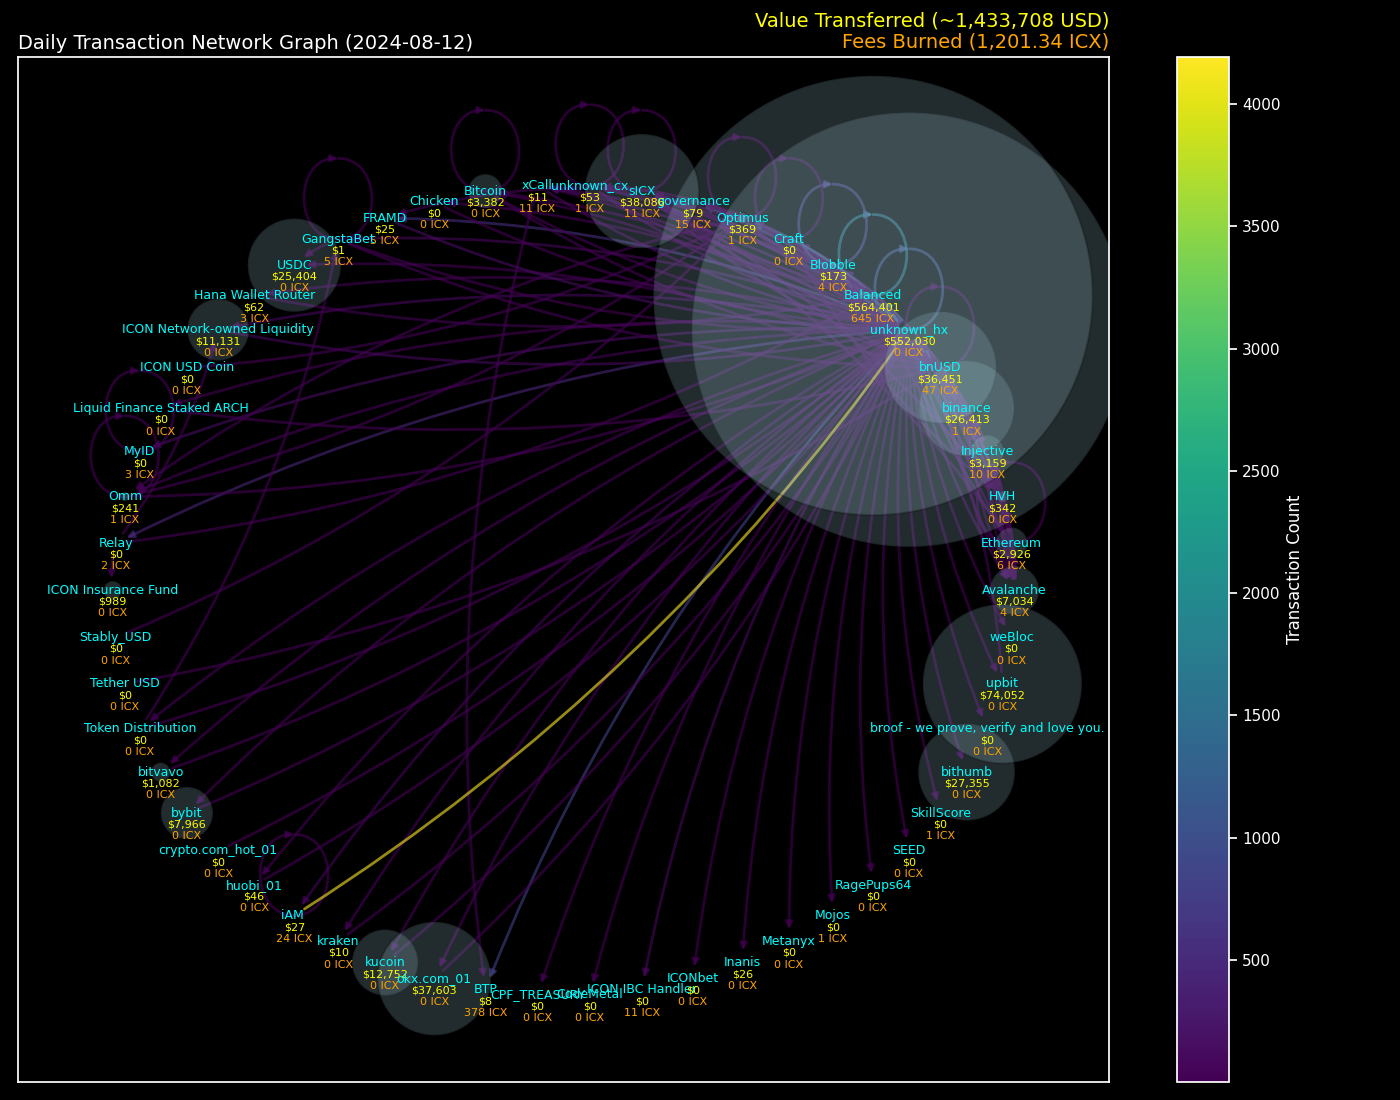 Value Transferred (~1,433,708 USD)
Daily Transaction Network Graph (2024-08-12)
Fees Burned (1,201.34 ICX)
Bitcoin
$3,382
0 ICX
xCall
$11
11 ICX
unknown_cx
$53
1 ICX
sICX
$38,086
11 ICX
governance
$79
15 ICX
Chicken
$0
0 ICX
Optimus
$369
1 ICX
FRAMD
$25
5 ICX
Craft
$0
0 ICX
GangstaBet
$1
5 ICX
Blobble
$173
4 ICX
USDC
$25,404
0 ICX
Balanced
$564,401
645 ICX
Hana Wallet Router
$62
3 ICX
unknown_hx
$552,030
0 ICX
ICON Network-owned Liquidity
$11,131
0 ICX
bnUSD
$36,451
47 ICX
ICON USD Coin
$0
0 ICX
binance
$26,413
1 ICX
Liquid Finance Staked ARCH
$0
0 ICX
Injective
$3,159
10 ICX
MyID
$0
3 ICX
HVH
$342
0 ICX
Omm
$241
1 ICX
Ethereum
$2,926
6 ICX
Relay
$0
2 ICX
Avalanche
$7,034
4 ICX
ICON Insurance Fund
$989
0 ICX
weBloc
$0
0 ICX
Stably_USD
$0
0 ICX
upbit
$74,052
0 ICX
Tether USD
$0
0 ICX
broof - we prove, verify and love you.
$0
0 ICX
Token Distribution
$0
0 ICX
bithumb
$27,355
0 ICX
bitvavo
$1,082
0 ICX
SkillScore
$0
1 ICX
bybit
$7,966
0 ICX
SEED
$0
0 ICX
crypto.com_hot_01
$0
0 ICX
RagePups64
$0
0 ICX
huobi_01
$46
0 ICX
Mojos
$0
1 ICX
iAM
$27
24 ICX
Metanyx
$0
0 ICX
kraken
$10
0 ICX
Inanis
$26
0 ICX
kucoin
$12,752
0 ICX
okx.com_01
$37,603
0 ICX
ICONbet
$0
0 ICX
BTP
$8
378 ICX
CPF_TREASURY
$0
0 ICX
CodeMetal
$0
0 ICX
ICON IBC Handler
$0
11 ICX
4000
3500
3000
2500
2000
1500
1000
500
Transaction Count